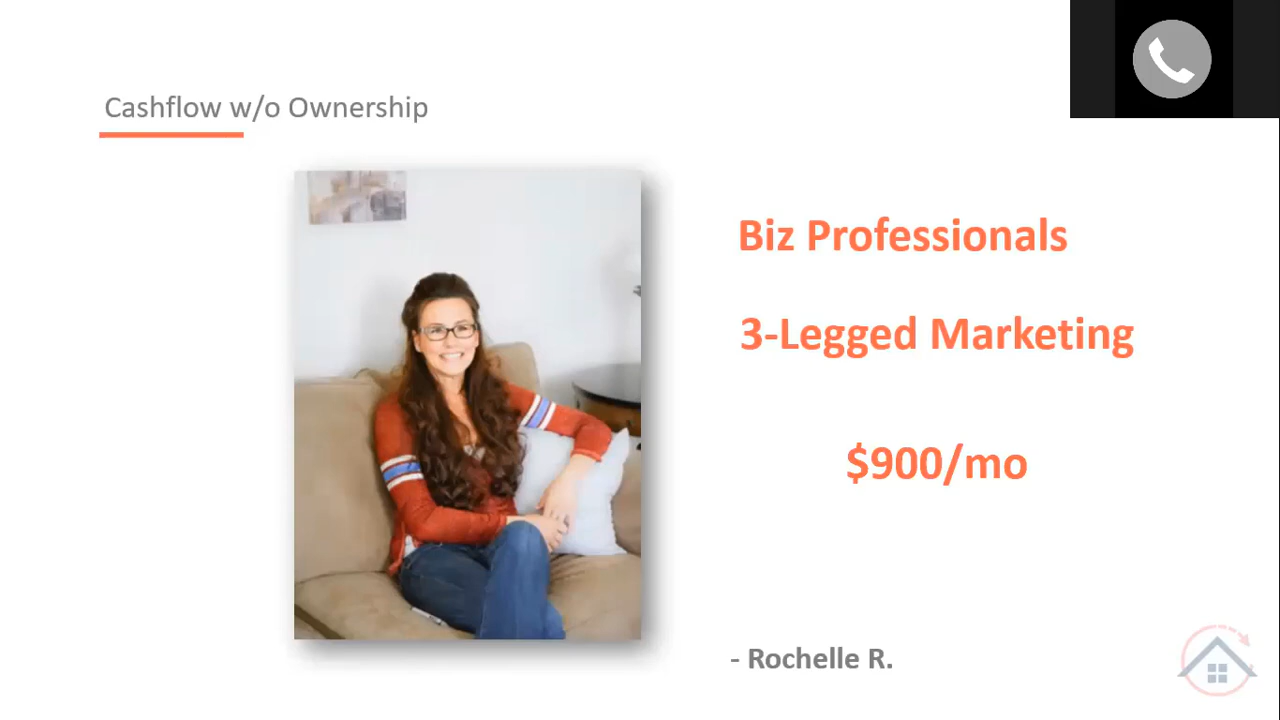 Cashflow w/o Ownership
Biz Professionals
3-Legged Marketing
$900/mo
- Rochelle R.